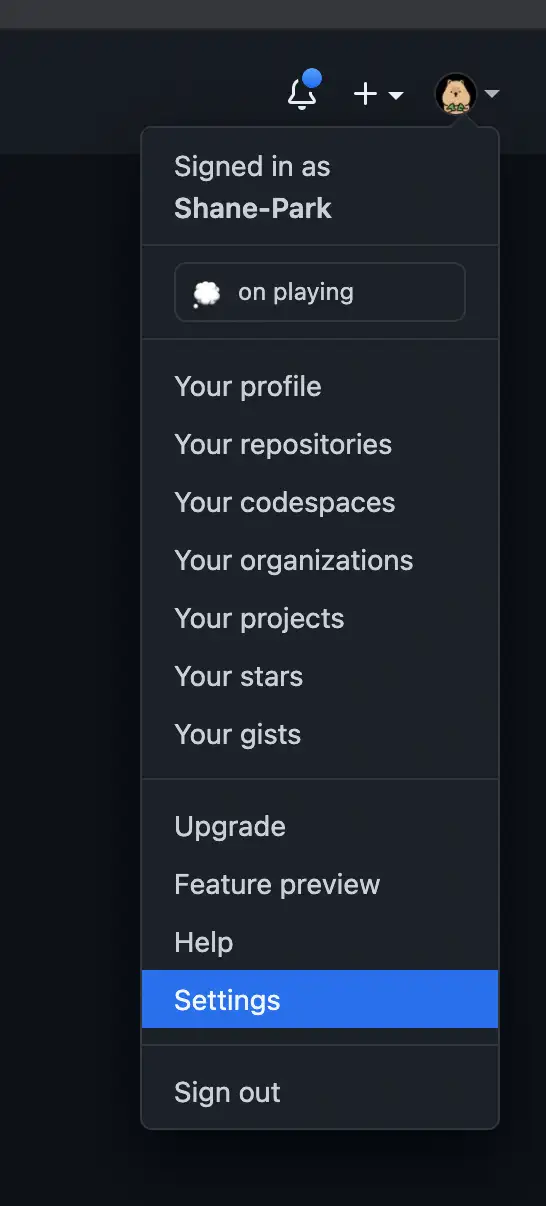 Signed in as
Shane-Park
on playing
Your profile
Your repositories
Your codespaces
Your organizations
Your projects
Your stars
Your gists
Upgrade
Feature preview
Help
Settings
Sign out